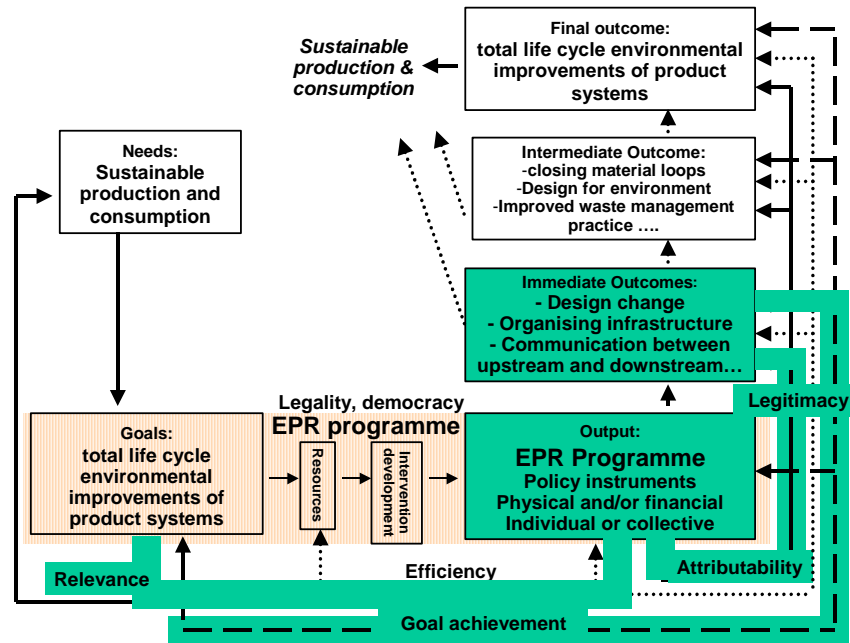 Final outcome:
total life cycle environmental
improvements of product
systems
Sustainable
production &
consumption
Needs:
Sustainable
production and
consumption
Intermediate Outcome:
-closing material loops
-Design for environment
-Improved waste management
practice ....
Immediate Outcomes:
- Design change
- Organising infrastructure
- Communication between
upstream and downstream…
Legitimacy
Legality, democracy
EPR programme
Goals:
total life cycle
environmental
improvements of
product systems
Resources
Intervention
development
Output:
EPR Programme
Policy instruments
Physical and/or financial
Individual or collective
Relevance
Efficiency
Attributability
Goal achievement